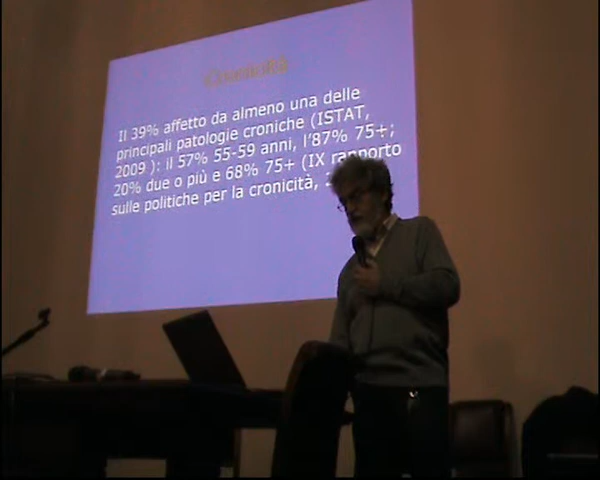 Cronicità
Il 39% affetto da almeno una delle
principali patologie croniche (ISTAT,
2009 ): il 57% 55-59 anni, l'87% 75+;
20% due o più e 68% 75+ (IX rapporto
sulle politiche per la cronicità,